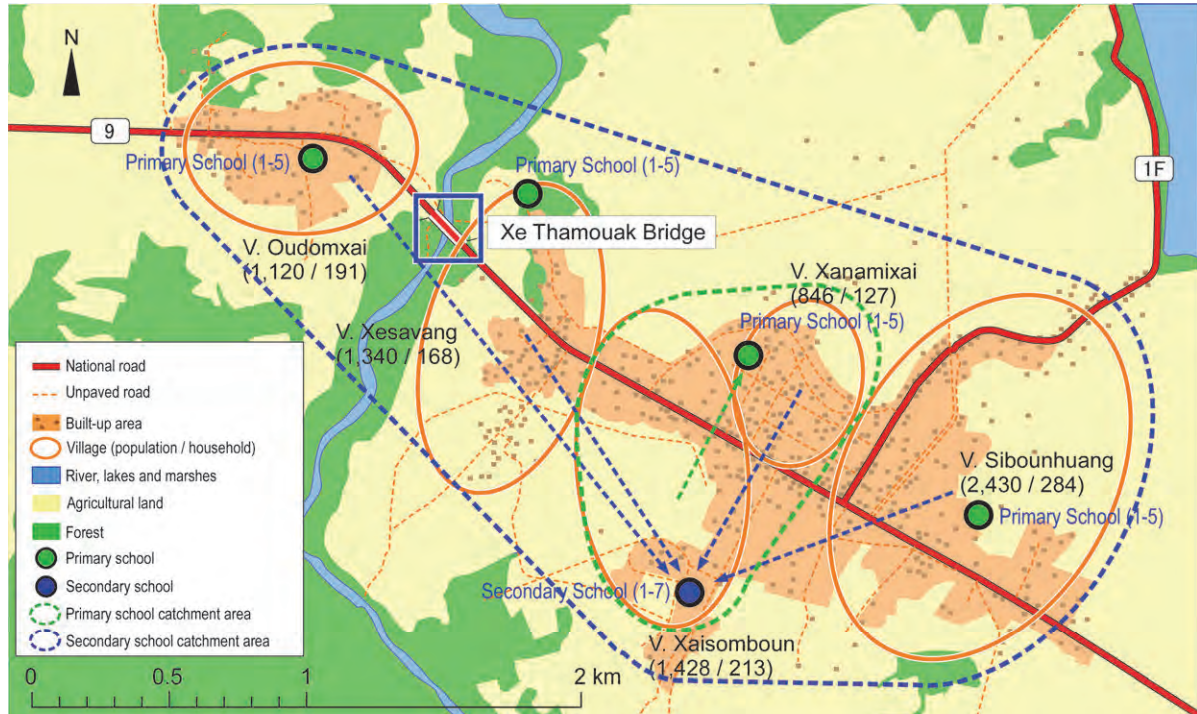 N
9
Primary School (1-5)
Primary School (1-5)
1F
Xe Thamouak Bridge
V. Oudomxai
(1,120 / 191)
V. Xanamixai
(846 / 127)
Primary School (1-5)
V. Xesavang
(1,340 / 168)
V. Sibounhuang
(2,430 / 284)
Primary School (1-5)
Secondary School (1-7)
V. Xaisomboun
(1,428 / 213)
National road
Unpaved road
Built-up area
Village (population / household)
River, lakes and marshes
Agricultural land
Forest
Primary school
Secondary school
Primary school catchment area
Secondary school catchment area
0 0.5 1 2 km